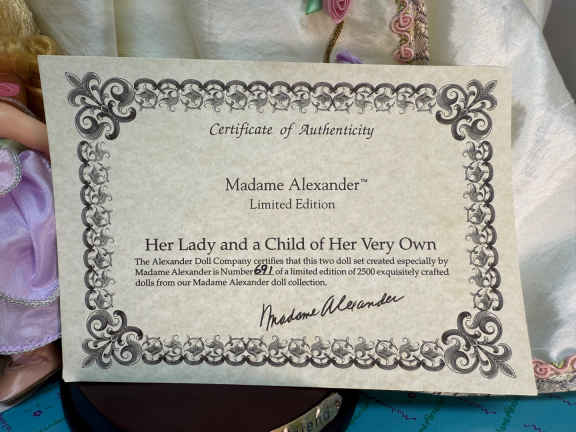 Certificate of Authenticity
Madame Alexander™
Limited Edition
Her Lady and a Child of Her Very Own
The Alexander Doll Company certifies that this two doll set created especially by
Madame Alexander is Number 691 of a limited edition of 2500 exquisitely crafted
dolls from our Madame Alexander doll collection.
Madame Alexander